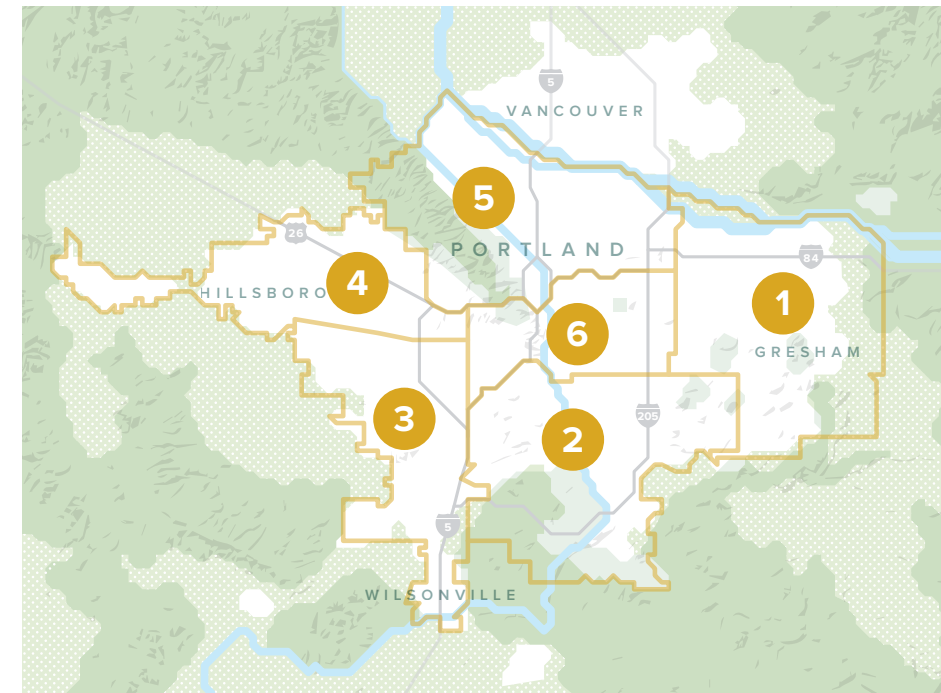 5
VANCOUVER
5
26
PORTLAND
84
4
HILLSBORO
1
6
GRESHAM
3
205
2
5
WILSONVILLE